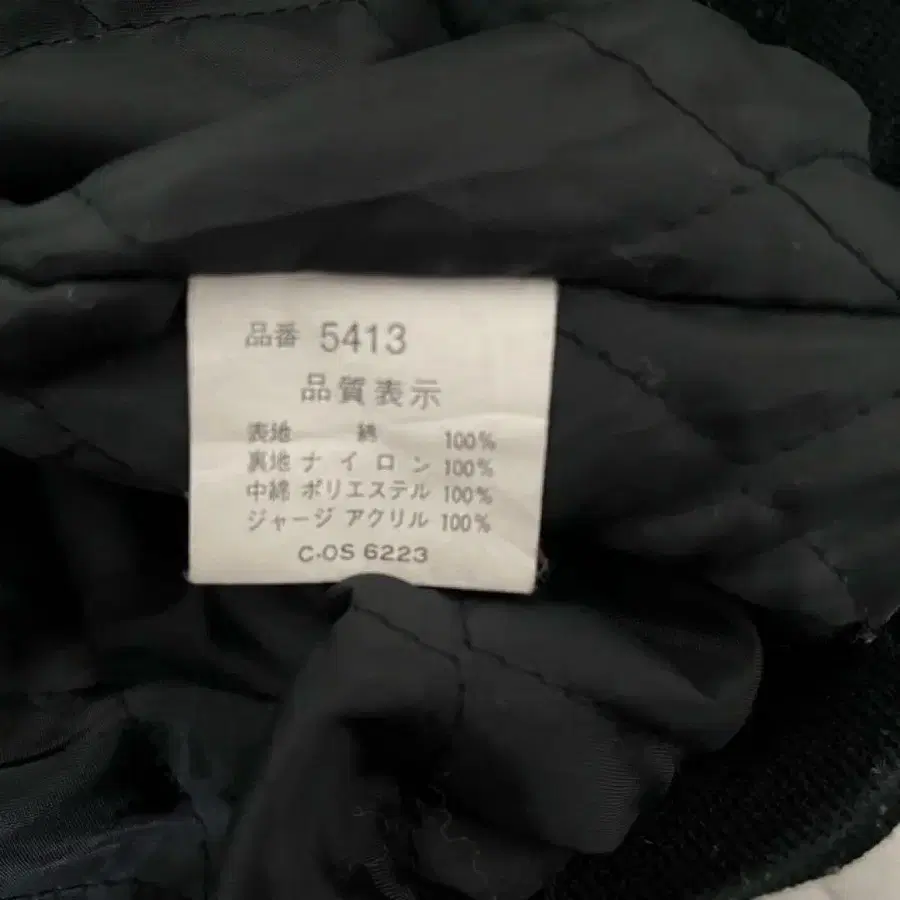 品番 5413
品質表示
表地 綿 100%
裏地 ナイロン 100%
中綿 ポリエステル 100%
ジャージ アクリル 100%
C·OS 6223